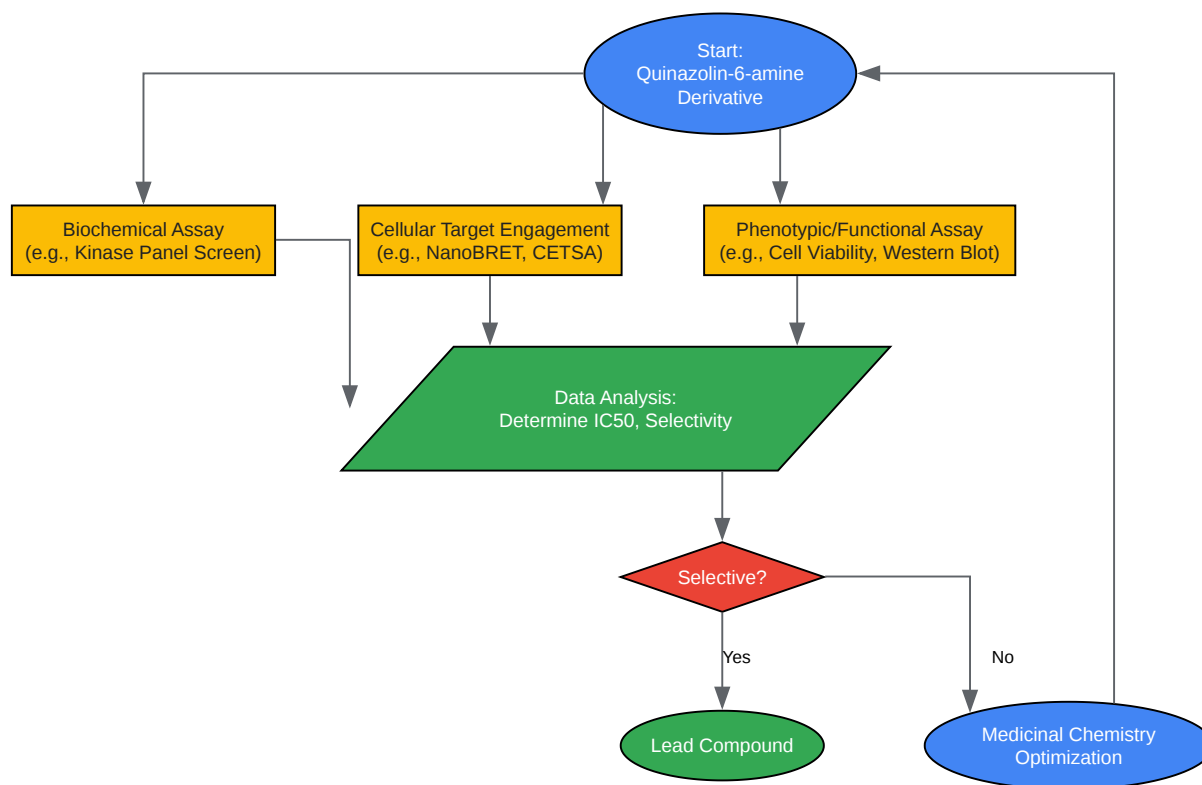 Start:
Quinazolin-6-amine
Derivative
Biochemical Assay
(e.g., Kinase Panel Screen)
Cellular Target Engagement
(e.g., NanoBRET, CETSA)
Phenotypic/Functional Assay
(e.g., Cell Viability, Western Blot)
Data Analysis:
Determine IC50, Selectivity
Selective?
Yes
No
Lead Compound
Medicinal Chemistry
Optimization